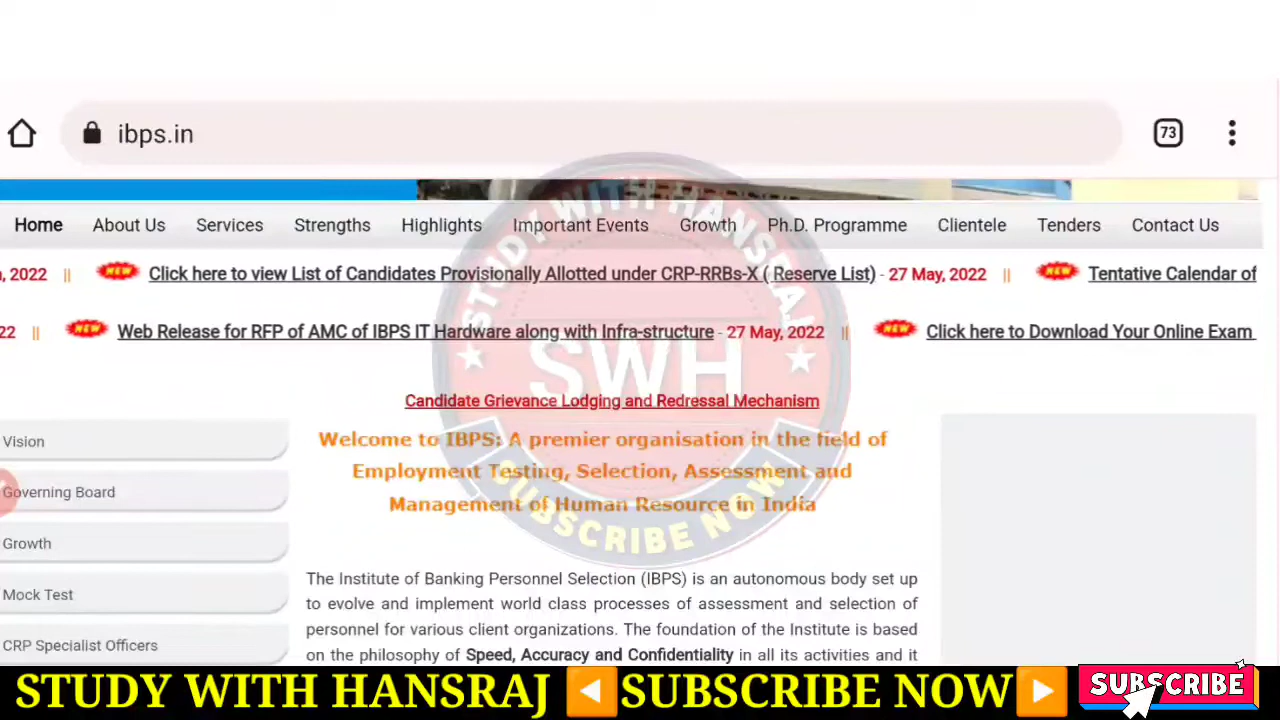 ibps.in
73
Home About Us Services Strengths Highlights Important Events Growth Ph.D. Programme Clientele Tenders Contact Us
, 2022 || NEW Click here to view List of Candidates Provisionally Allotted under CRP-RRBs-X ( Reserve List) - 27 May, 2022 || NEW Tentative Calendar of
22 || NEW Web Release for RFP of AMC of IBPS IT Hardware along with Infra-structure - 27 May, 2022 || NEW Click here to Download Your Online Exam
STUDY WITH HANSRAJ
SWH
SUBSCRIBE NOW
Candidate Grievance Lodging and Redressal Mechanism
Welcome to IBPS: A premier organisation in the field of
Employment Testing, Selection, Assessment and
Management of Human Resource in India
Vision
Governing Board
Growth
Mock Test
CRP Specialist Officers
The Institute of Banking Personnel Selection (IBPS) is an autonomous body set up
to evolve and implement world class processes of assessment and selection of
personnel for various client organizations. The foundation of the Institute is based
on the philosophy of Speed, Accuracy and Confidentiality in all its activities and it
STUDY WITH HANSRAJ SUBSCRIBE NOW SUBSCRIBE